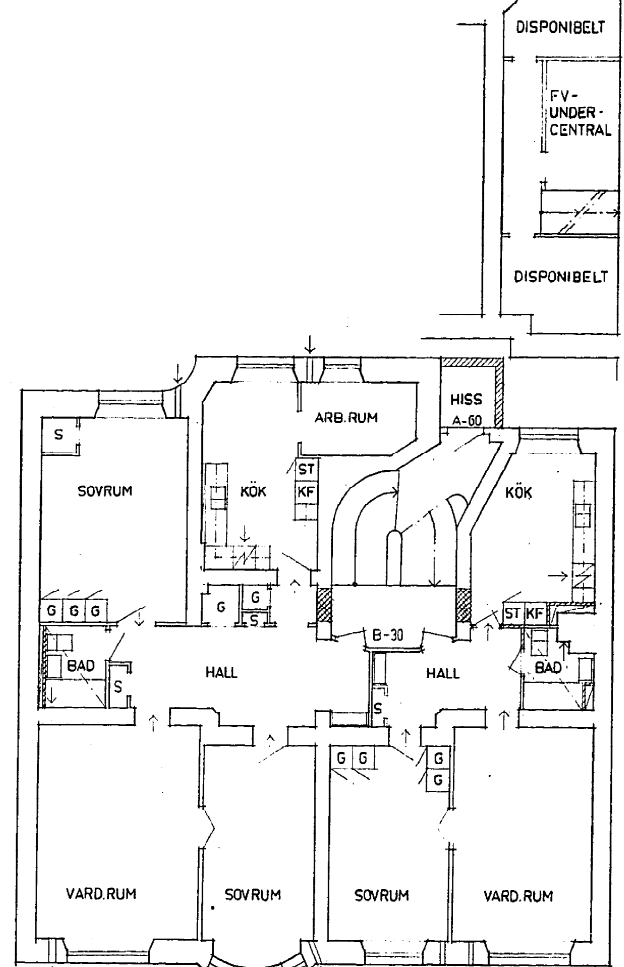 DISPONIBELT
FV-
UNDER-
CENTRAL
DISPONIBELT
HISS
A-60
ARB.RUM
S
SOVRUM
KÖK
ST
KF
KÖK
G G G
G
G
S
ST KF
B-30
BAD
S
HALL
HALL
S
BAD
G G
G
G
VARD.RUM
SOVRUM
SOVRUM
VARD.RUM